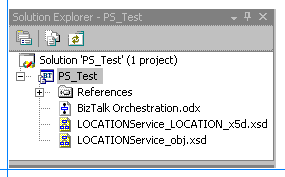 Solution Explorer - PS_Test
Solution 'PS_Test' (1 project)
PS_Test
References
BizTalk Orchestration.odx
LOCATIONService_LOCATION_x5d.xsd
LOCATIONService_obj.xsd